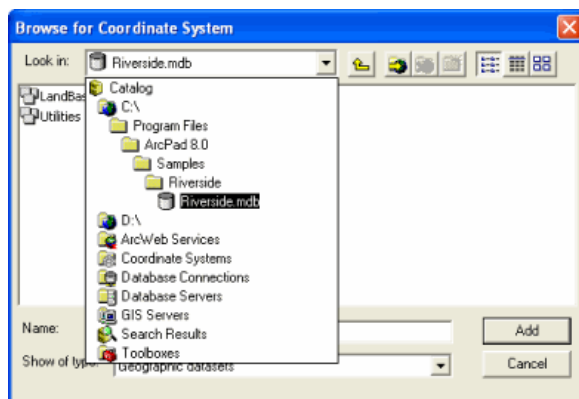 Browse for Coordinate System
Look in: Riverside.mdb
Catalog
LandBas
C:\
Utilities
Program Files
ArcPad 8.0
Samples
Riverside
Riverside.mdb
D:\
ArcWeb Services
Coordinate Systems
Database Connections
Database Servers
GIS Servers
Search Results
Toolboxes
Name:
Add
Show of type: Geographic datasets
Cancel